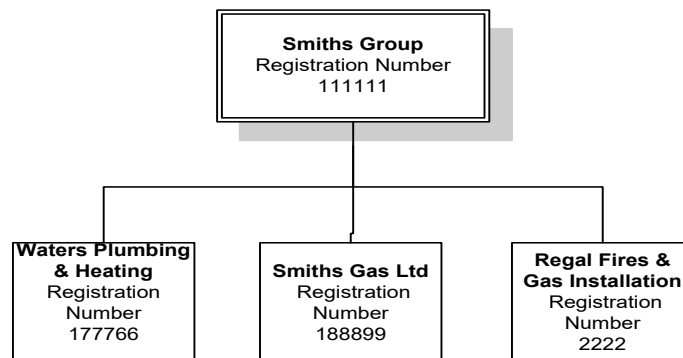 Smiths Group
Registration Number
111111
Waters Plumbing
& Heating
Registration
Number
177766
Smiths Gas Ltd
Registration
Number
188899
Regal Fires &
Gas Installation
Registration
Number
2222